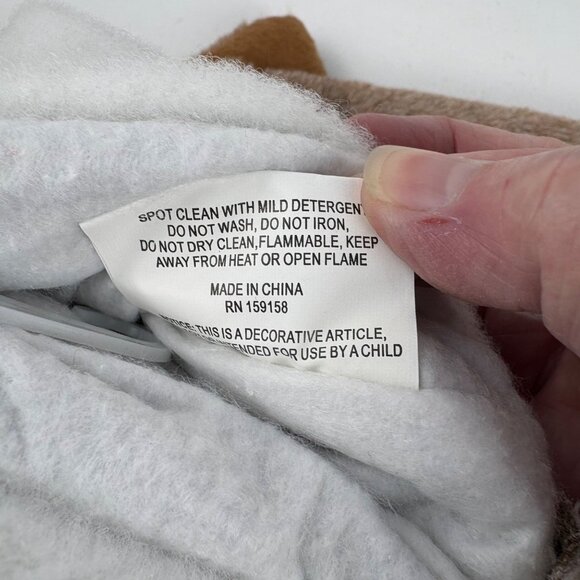 SPOT CLEAN WITH MILD DETERGENT,
DO NOT WASH, DO NOT IRON,
DO NOT DRY CLEAN,FLAMMABLE, KEEP
AWAY FROM HEAT OR OPEN FLAME
MADE IN CHINA
RN 159158
THIS IS A DECORATIVE ARTICLE,
FOR USE BY A CHILD